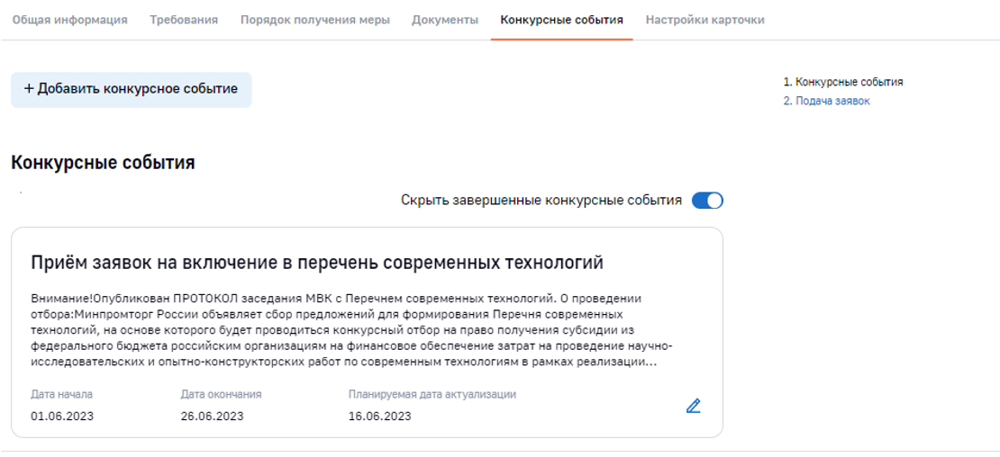 Общая информация Требования Порядок получения меры Документы Конкурсные события Настройки карточки
+ Добавить конкурсное событие
1. Конкурсные события
2. Подача заявок
Конкурсные события
Скрыть завершенные конкурсные события
Приём заявок на включение в перечень современных технологий
Внимание!Опубликован ПРОТОКОЛ заседания МВК с Перечнем современных технологий. О проведении
отбора:Минпромторг России объявляет сбор предложений для формирования Перечня современных
технологий, на основе которого будет проводиться конкурсный отбор на право получения субсидии из
федерального бюджета российским организациям на финансовое обеспечение затрат на проведение научно-
исследовательских и опытно-конструкторских работ по современным технологиям в рамках реализации...
Дата начала Дата окончания Планируемая дата актуализации
01.06.2023 26.06.2023 16.06.2023